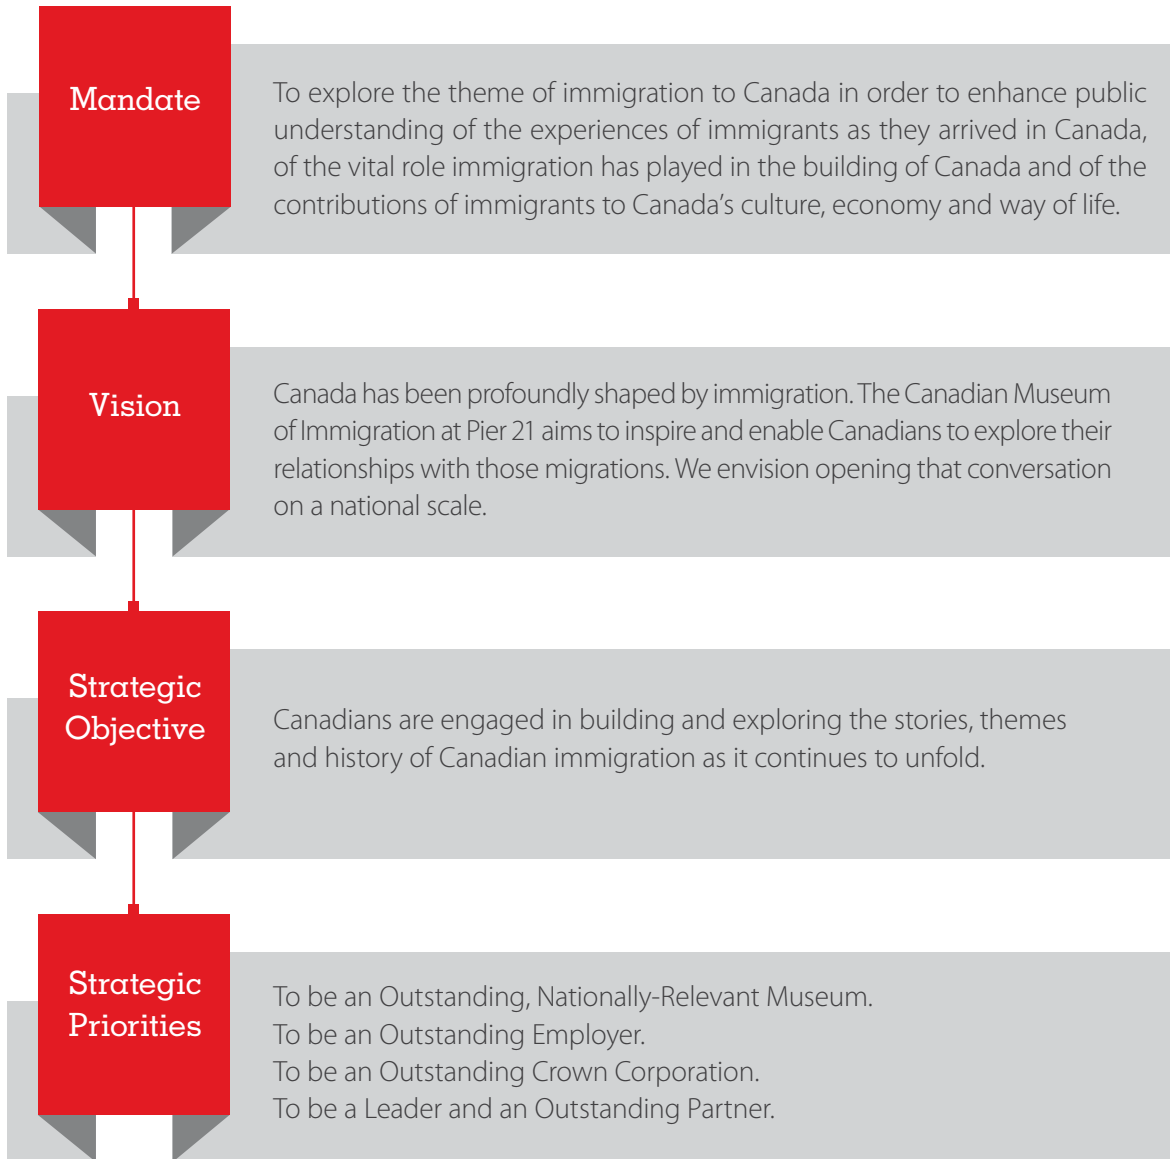 Mandate
To explore the theme of immigration to Canada in order to enhance public
understanding of the experiences of immigrants as they arrived in Canada,
of the vital role immigration has played in the building of Canada and of the
contributions of immigrants to Canada’s culture, economy and way of life.
Vision
Canada has been profoundly shaped by immigration. The Canadian Museum
of Immigration at Pier 21 aims to inspire and enable Canadians to explore their
relationships with those migrations. We envision opening that conversation
on a national scale.
Strategic
Objective
Canadians are engaged in building and exploring the stories, themes
and history of Canadian immigration as it continues to unfold.
Strategic
Priorities
To be an Outstanding, Nationally-Relevant Museum.
To be an Outstanding Employer.
To be an Outstanding Crown Corporation.
To be a Leader and an Outstanding Partner.